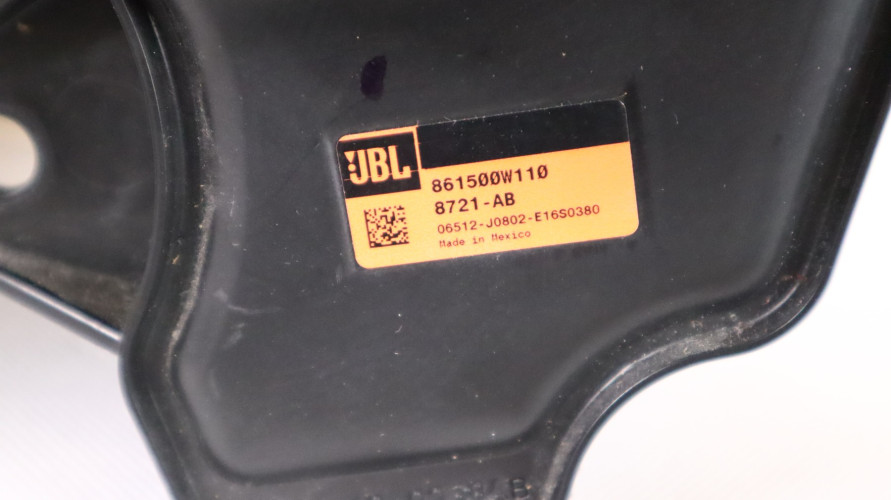 JBL
861500W110
8721-AB
06512-J0802-E16S0380
Made in Mexico